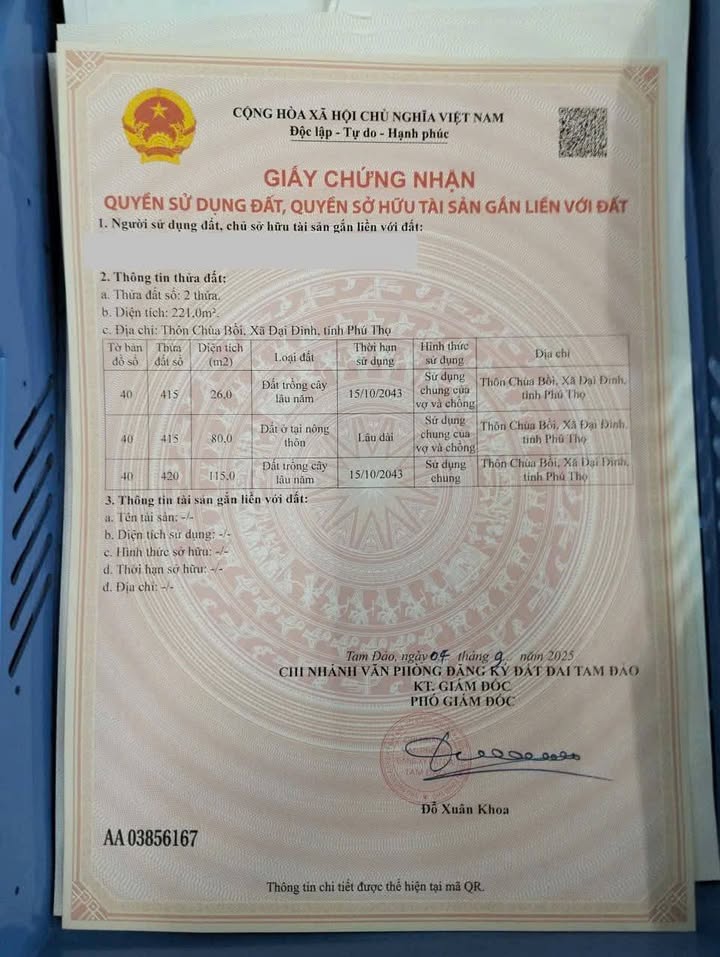 CỘNG HÒA XÃ HỘI CHỦ NGHĨA VIỆT NAM
Độc lập - Tự do - Hạnh phúc
GIẤY CHỨNG NHẬN
QUYỀN SỬ DỤNG ĐẤT, QUYỀN SỞ HỮU TÀI SẢN GẮN LIỀN VỚI ĐẤT
1. Người sử dụng đất, chủ sở hữu tài sản gắn liền với đất:
2. Thông tin thửa đất:
a. Thửa đất số: 2 thửa.
b. Diện tích: 221,0m².
c. Địa chỉ: Thôn Chùa Bồi, Xã Đại Đình, tỉnh Phú Thọ
Tờ bản đồ số Thửa đất số Diện tích (m2) Loại đất Thời hạn sử dụng Hình thức sử dụng Địa chỉ
40 415 26,0 Đất trồng cây lâu năm 15/10/2043 Sử dụng chung của vợ và chồng Thôn Chùa Bồi, Xã Đại Đình, tỉnh Phú Thọ
40 415 80,0 Đất ở tại nông thôn Lâu dài Sử dụng chung của vợ và chồng Thôn Chùa Bồi, Xã Đại Đình, tỉnh Phú Thọ
40 420 115,0 Đất trồng cây lâu năm 15/10/2043 Sử dụng chung Thôn Chùa Bồi, Xã Đại Đình, tỉnh Phú Thọ
3. Thông tin tài sản gắn liền với đất:
a. Tên tài sản: -/-
b. Diện tích sử dụng: -/-
c. Hình thức sở hữu: -/-
d. Thời hạn sở hữu: -/-
đ. Địa chỉ: -/-
Tam Đảo, ngày 04 tháng 9 năm 2025
CHI NHÁNH VĂN PHÒNG ĐĂNG KÝ ĐẤT ĐAI TAM ĐẢO
KT. GIÁM ĐỐC
PHÓ GIÁM ĐỐC
Đỗ Xuân Khoa
AA 03856167
Thông tin chi tiết được thể hiện tại mã QR.